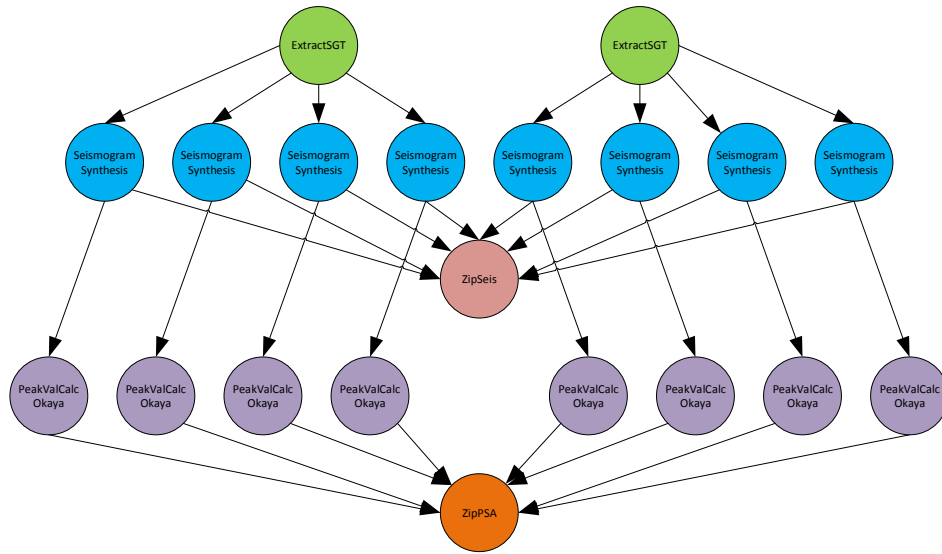 ExtractSGT
ExtractSGT
Seismogram
Synthesis
Seismogram
Synthesis
Seismogram
Synthesis
Seismogram
Synthesis
Seismogram
Synthesis
Seismogram
Synthesis
Seismogram
Synthesis
Seismogram
Synthesis
ZipSeis
PeakValCalc
Okaya
PeakValCalc
Okaya
PeakValCalc
Okaya
PeakValCalc
Okaya
PeakValCalc
Okaya
PeakValCalc
Okaya
PeakValCalc
Okaya
PeakValCalc
Okaya
ZipPSA